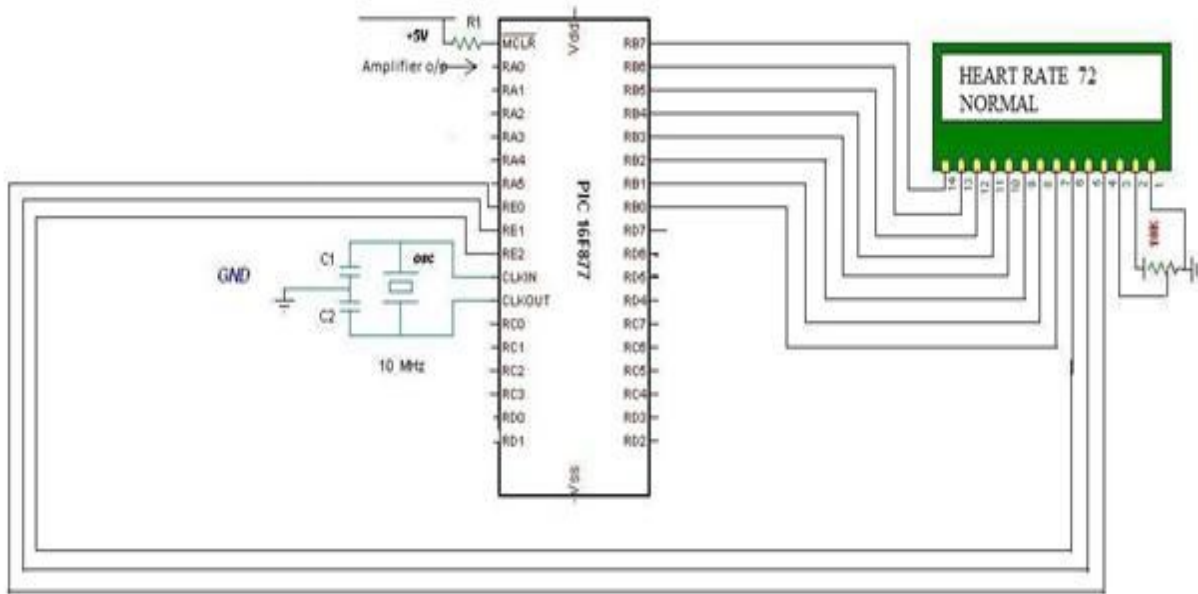 R1
+5V
Amplifier o/p
MCLR
RA0
RA1
RA2
RA3
RA4
RA5
RE0
RE1
RE2
CLKIN
CLKOUT
RC0
RC1
RC2
RC3
RD0
RD1
Vdd
PIC 16F877
Vss
RB7
RB6
RB5
RB4
RB3
RB2
RB1
RB0
RD7
RD6
RD5
RD4
RC7
RC6
RC5
RC4
RD3
RD2
GND
C1
C2
OSC
10 MHz
HEART RATE 72
NORMAL
14
13
12
11
10
9
8
7
6
5
4
3
2
1